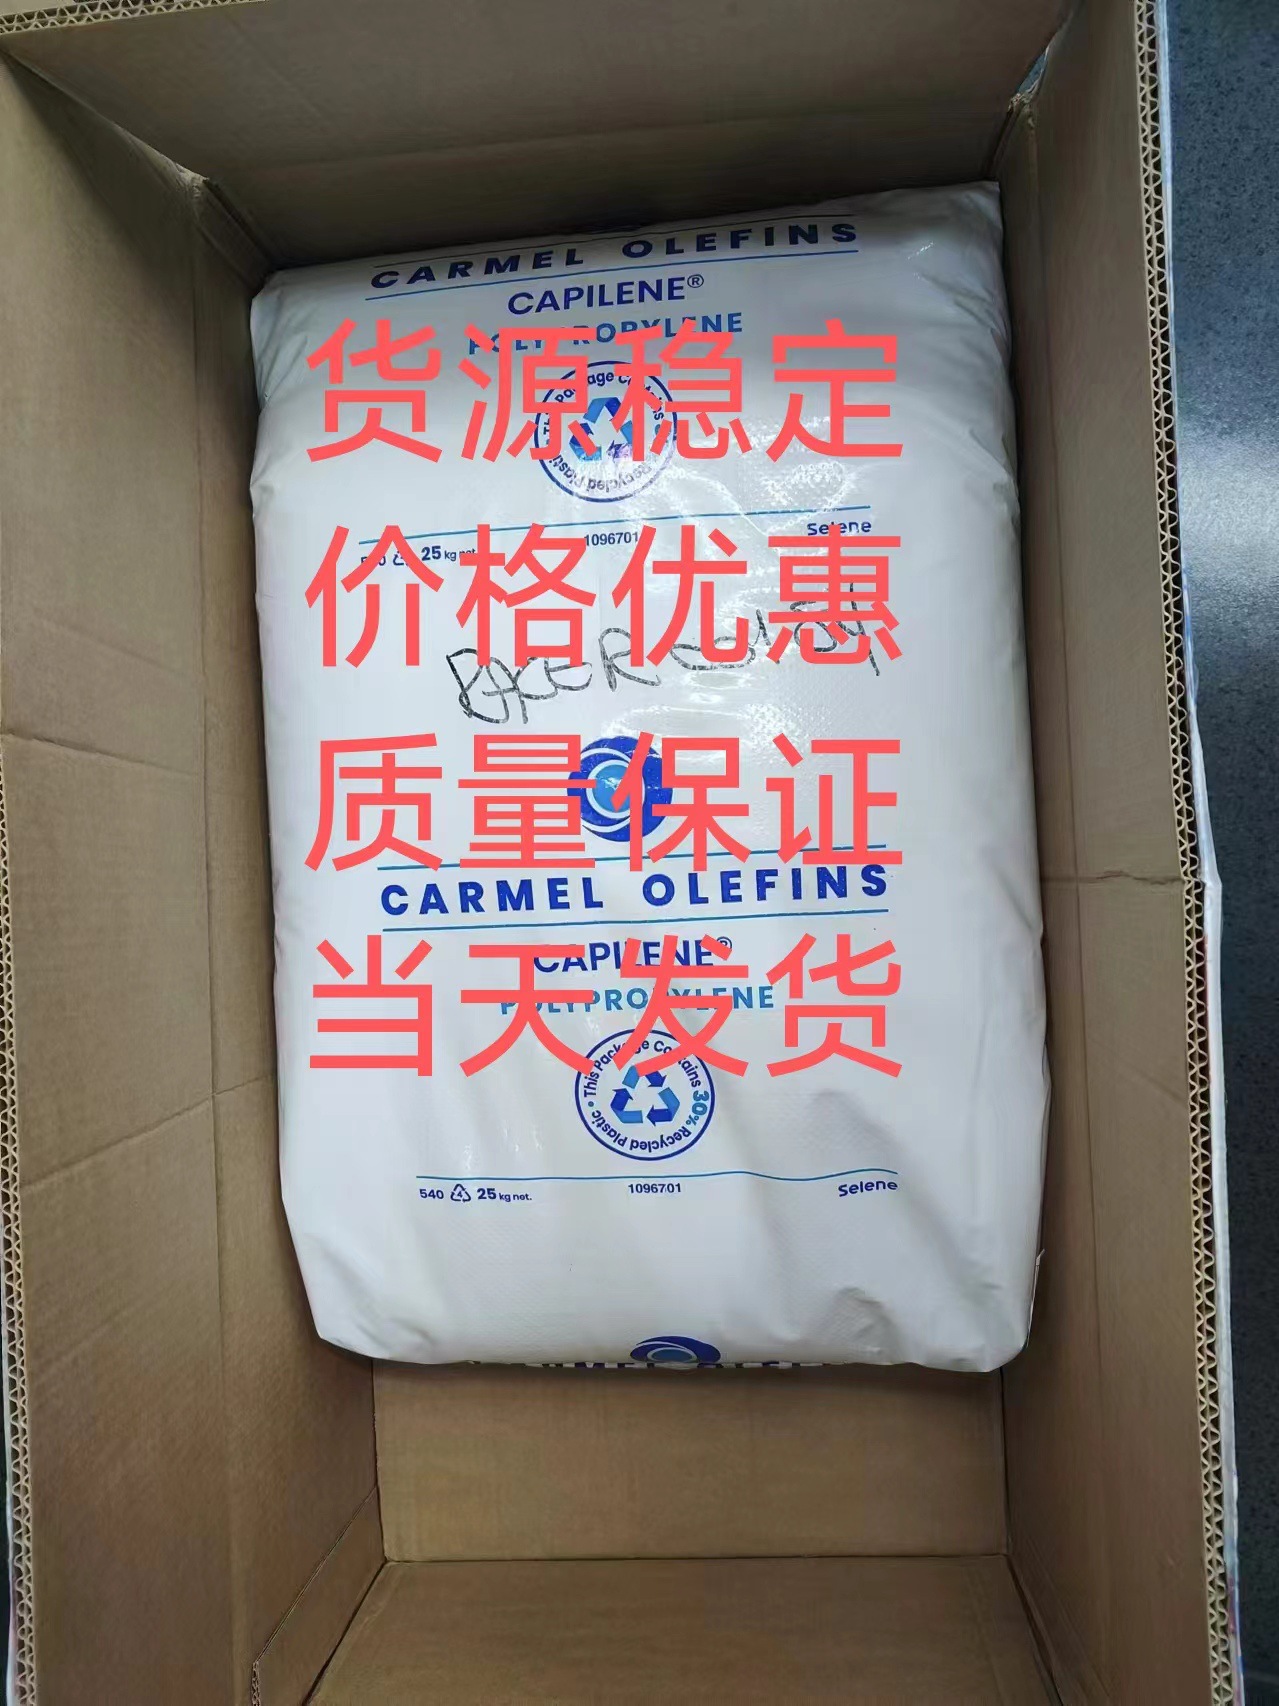 CARMEL OLEFINS
CAPILENE®
POLYPROPYLENE
货源稳定
25 kg net.
1096701
Selene
价格优惠
质量保证
CARMEL OLEFINS
CAPILENE®
POLYPROPYLENE
当天发货
This Package Contains 30% Recycled Plastic
540 4 25 kg net.
1096701
Selene